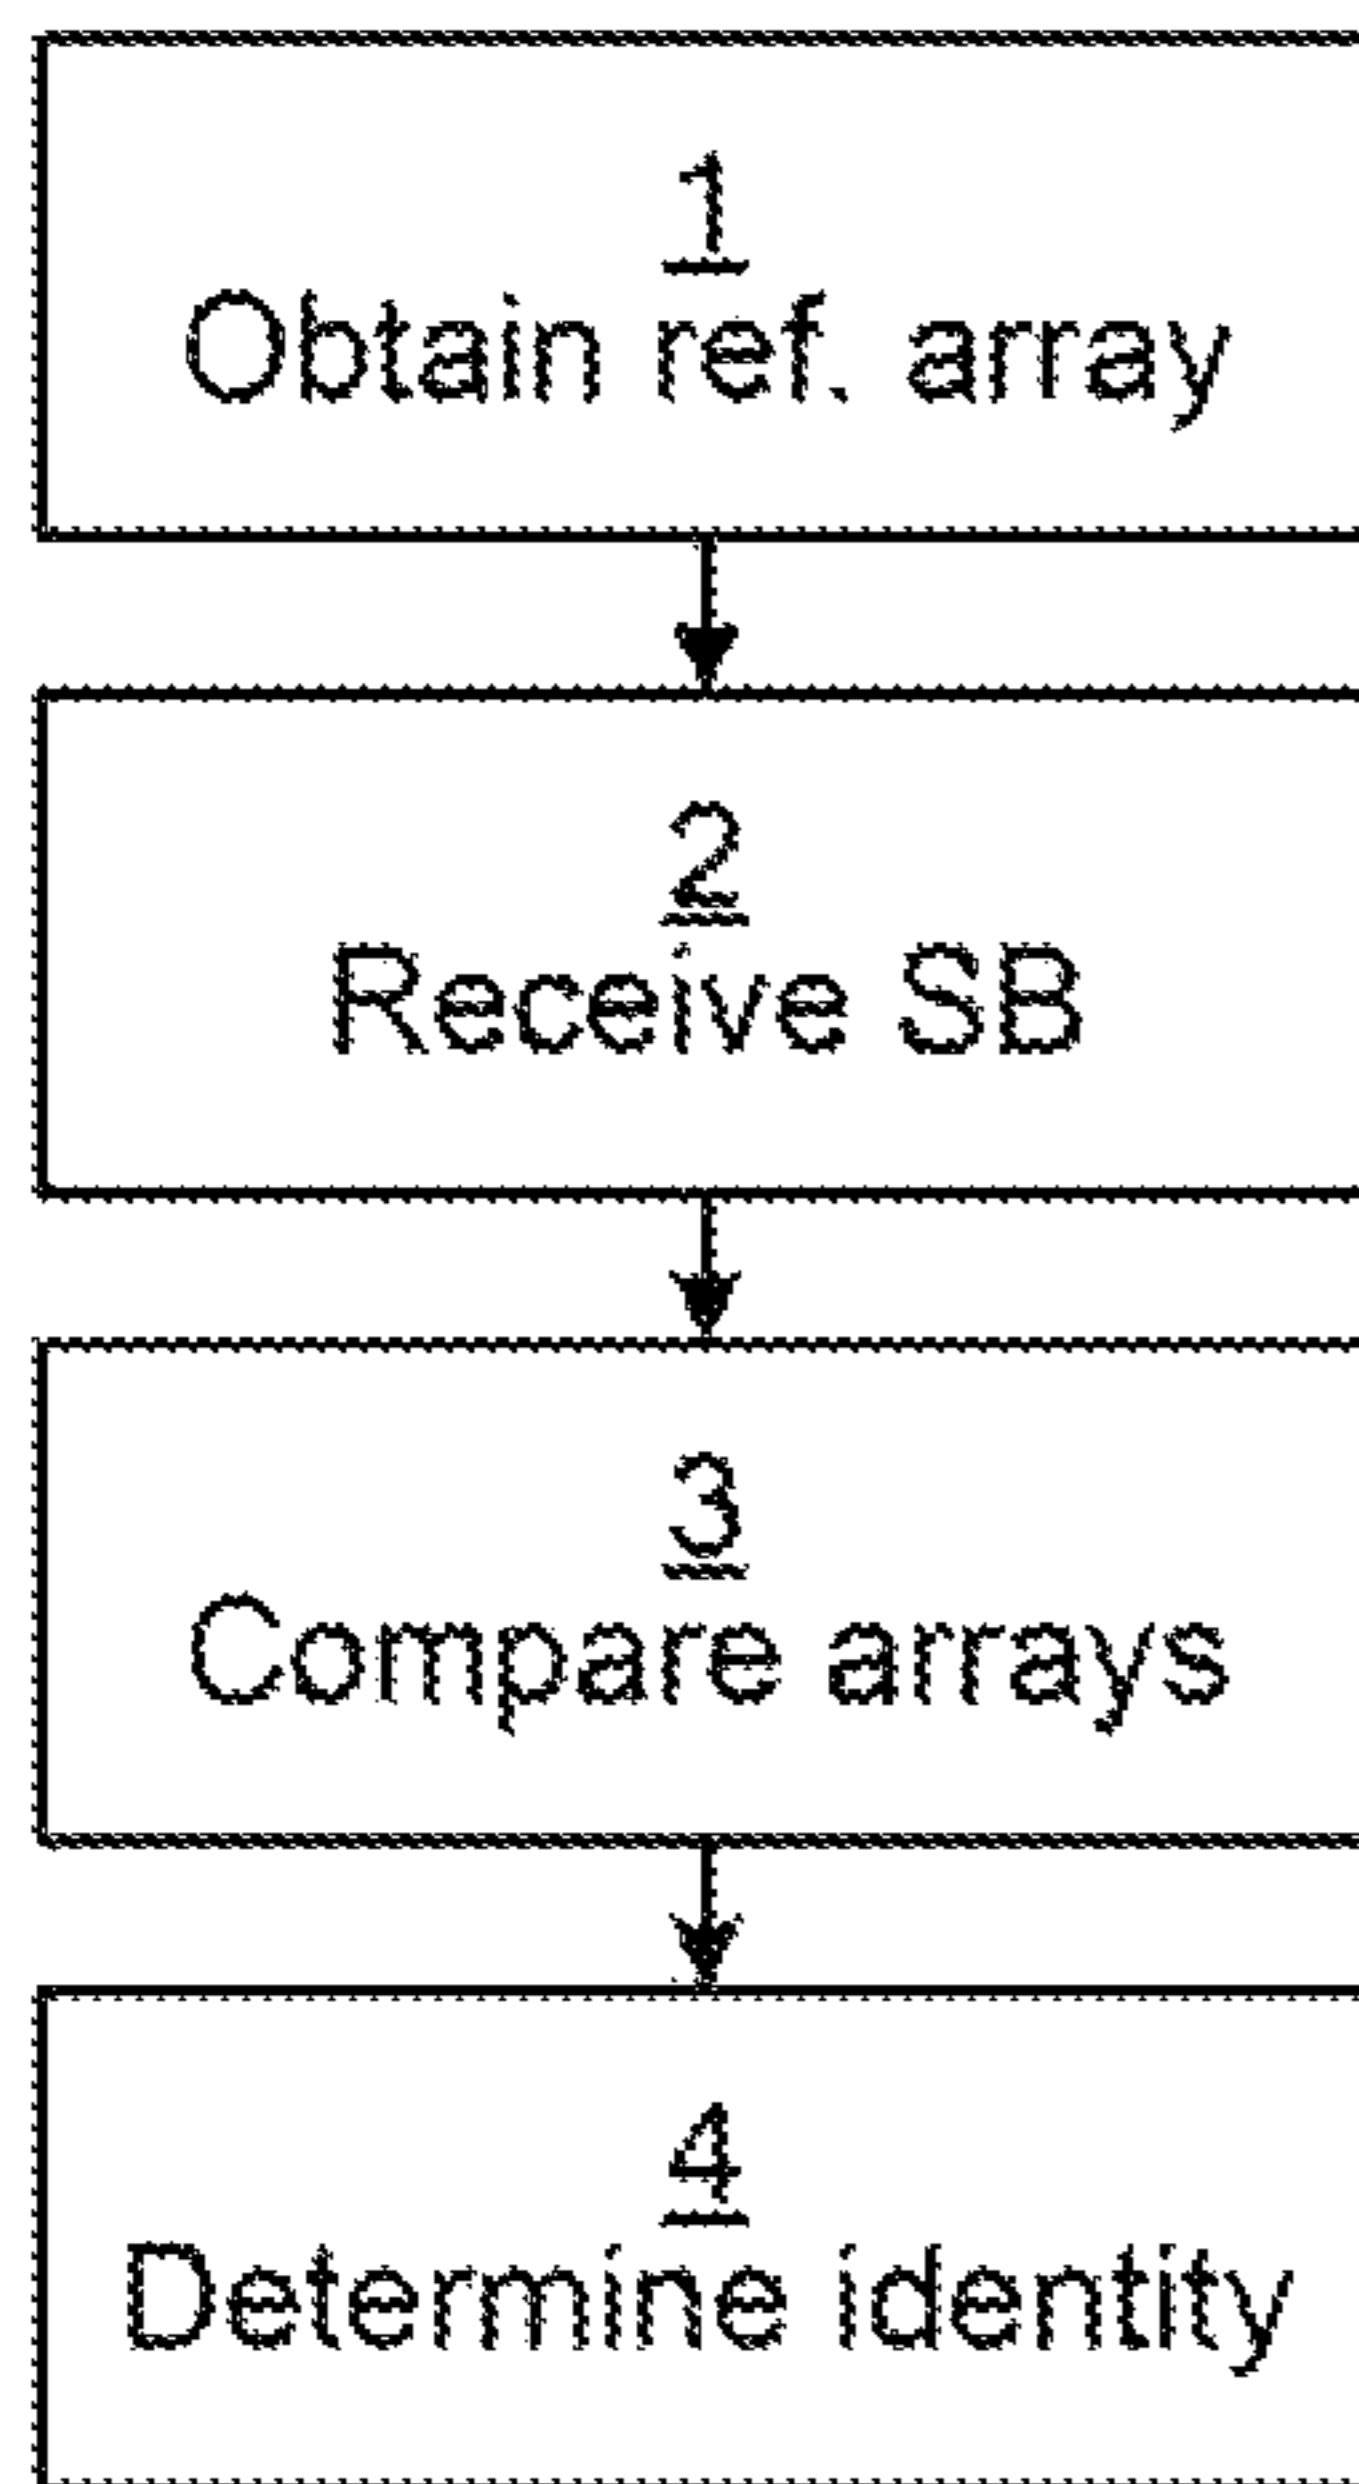 1
Obtain ref. array
2
Receive SB
3
Compare arrays
4
Determine identity